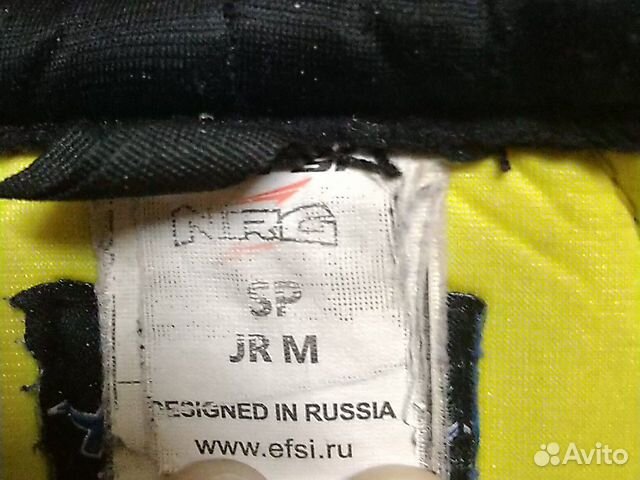 NRG
SP
JR M
DESIGNED IN RUSSIA
www.efsi.ru
Avito